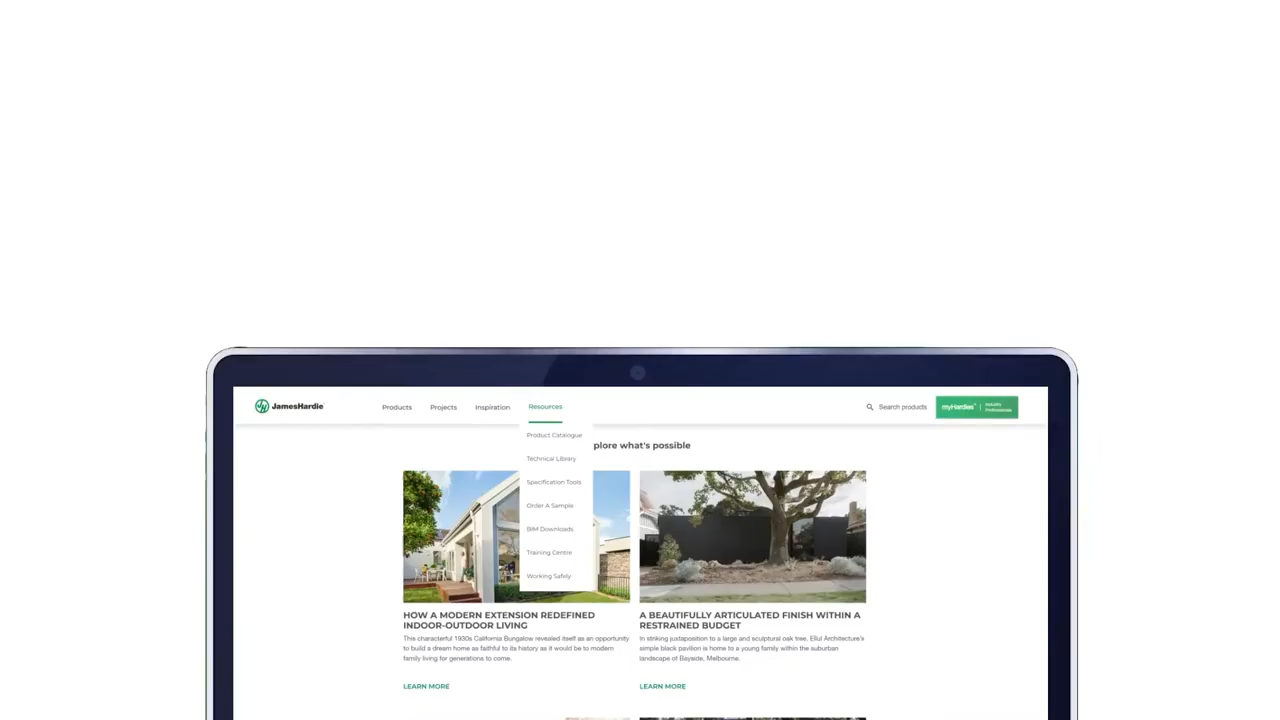 JamesHardie
Products
Projects
Inspiration
Resources
Search products
myHardies™ | Industry Professionals
Product Catalogue
Technical Library
Specification Tools
Order A Sample
BIM Downloads
Training Centre
Working Safely
plore what's possible
HOW A MODERN EXTENSION REDEFINED
INDOOR-OUTDOOR LIVING
This characterful 1930s California Bungalow revealed itself as an opportunity
to build a dream home as faithful to its history as it would be to modern
family living for generations to come.
LEARN MORE
A BEAUTIFULLY ARTICULATED FINISH WITHIN A
RESTRAINED BUDGET
In striking juxtaposition to a large and sculptural oak tree, Ellul Architecture's
simple black pavilion is home to a young family within the suburban
landscape of Bayside, Melbourne.
LEARN MORE